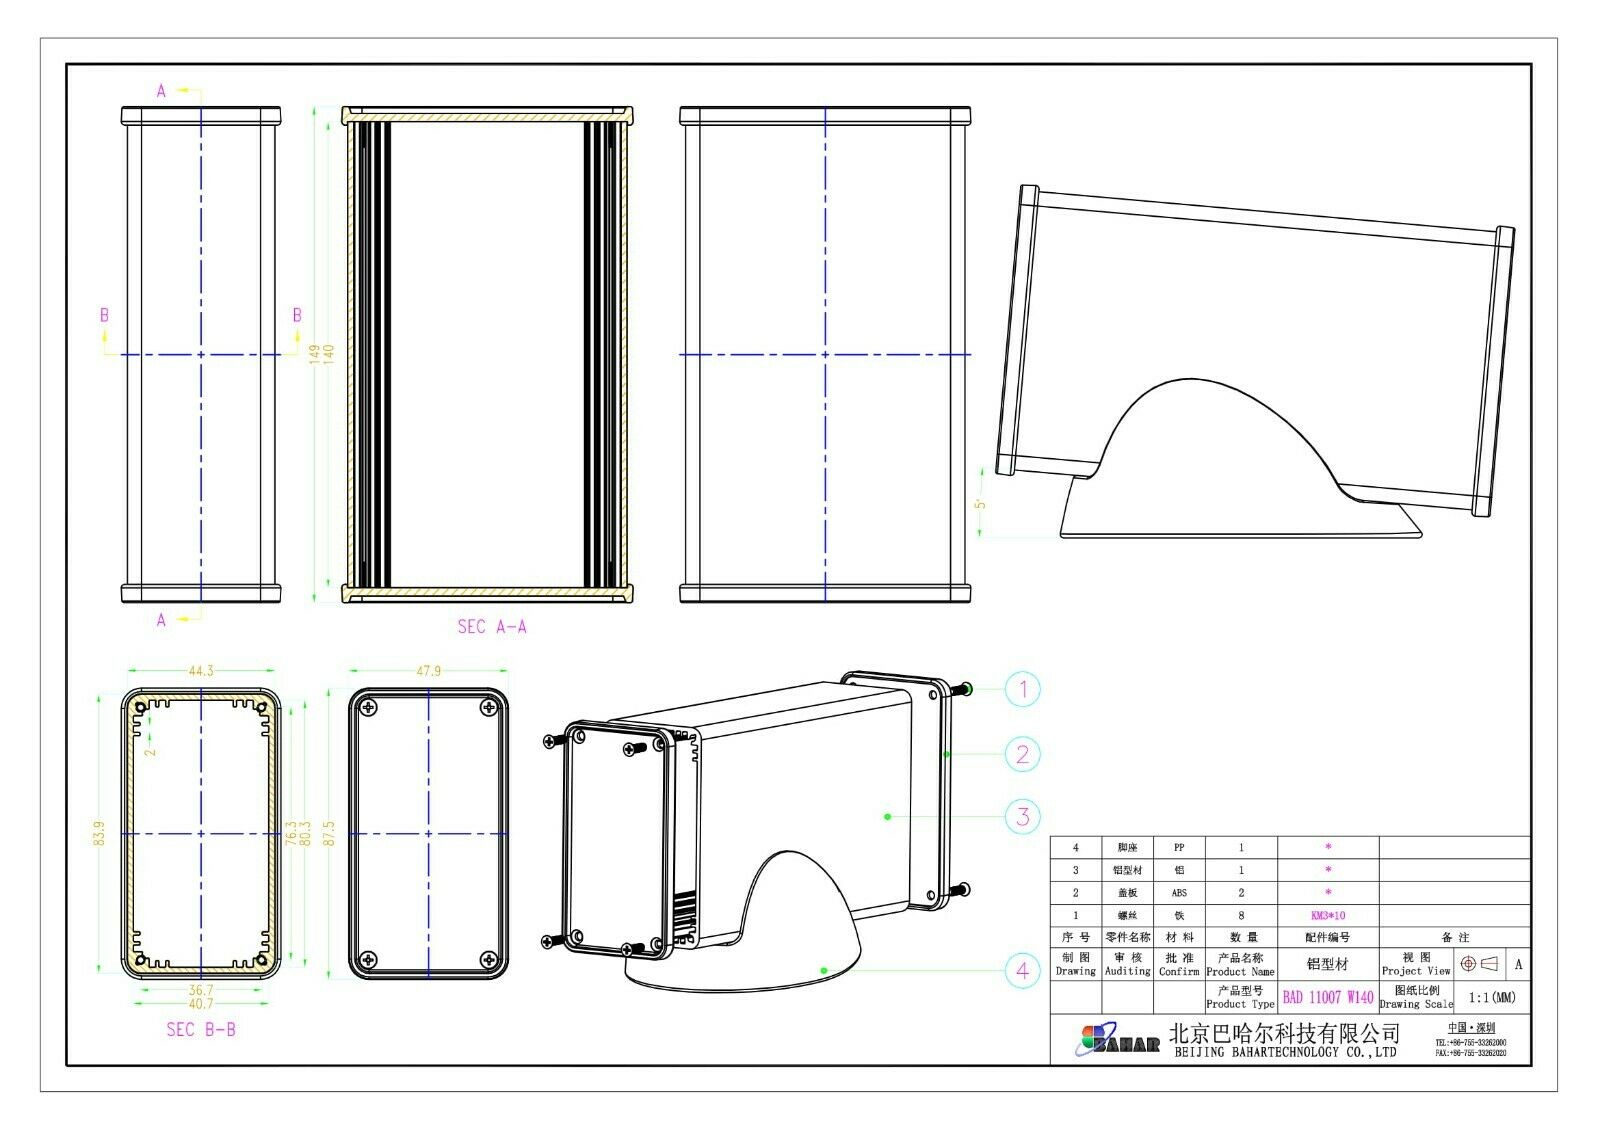 A
B
B
149
140
5'
A
SEC A-A
44.3
47.9
2
83.9
76.3
80.3
87.5
36.7
40.7
SEC B-B
1
2
3
4
4 脚座 PP 1 *
3 铝型材 铝 1 *
2 盖板 ABS 2 *
1 螺丝 铁 8 KM3*10
序 号 零件名称 材 料 数 量 配件编号 备 注
制 图 审 核 批 准 产品名称 铝型材 视 图 A
Drawing Auditing Confirm Product Name Project View
产品型号 BAD 11007 W140 图纸比例 1:1(MM)
Product Type Drawing Scale
BAHAR 北京巴哈尔科技有限公司 中国·深圳
BEIJING BAHARTECHNOLOGY CO.,LTD
TEL:+86-755-33262000
FAX:+86-755-33262020